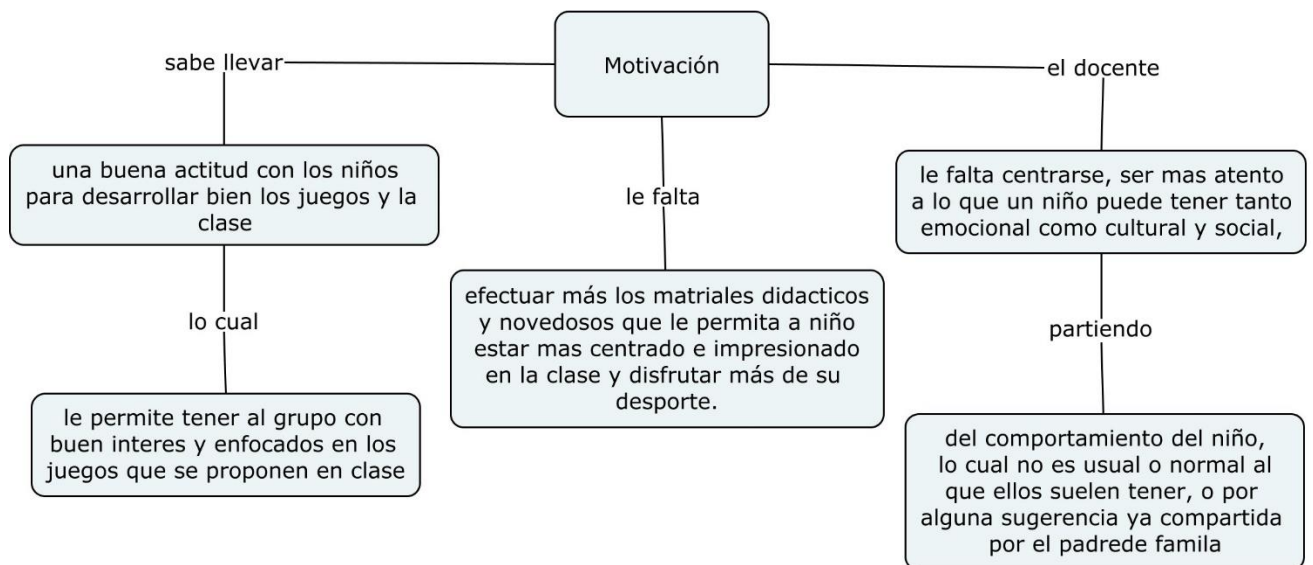 Motivación
sabe llevar
una buena actitud con los niños
para desarrollar bien los juegos y la
clase
lo cual
le permite tener al grupo con
buen interes y enfocados en los
juegos que se proponen en clase
le falta
efectuar más los matriales didacticos
y novedosos que le permita a niño
estar mas centrado e impresionado
en la clase y disfrutar más de su
desporte.
el docente
le falta centrarse, ser mas atento
a lo que un niño puede tener tanto
emocional como cultural y social,
partiendo
del comportamiento del niño,
lo cual no es usual o normal al
que ellos suelen tener, o por
alguna sugerencia ya compartida
por el padrede famila